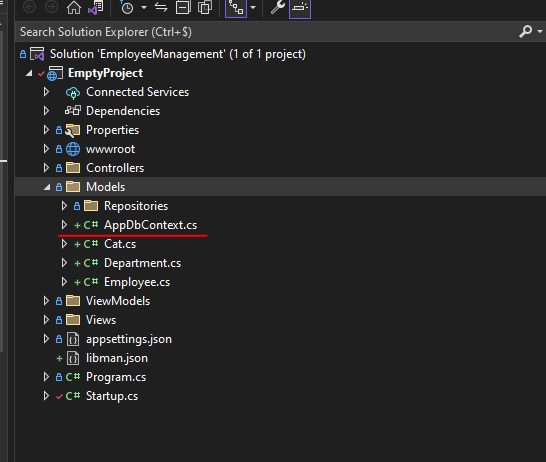 Search Solution Explorer (Ctrl+$)
Solution 'EmployeeManagement' (1 of 1 project)
EmptyProject
Connected Services
Dependencies
Properties
wwwroot
Controllers
Models
Repositories
C# AppDbContext.cs
C# Cat.cs
C# Department.cs
C# Employee.cs
ViewModels
Views
appsettings.json
libman.json
C# Program.cs
C# Startup.cs